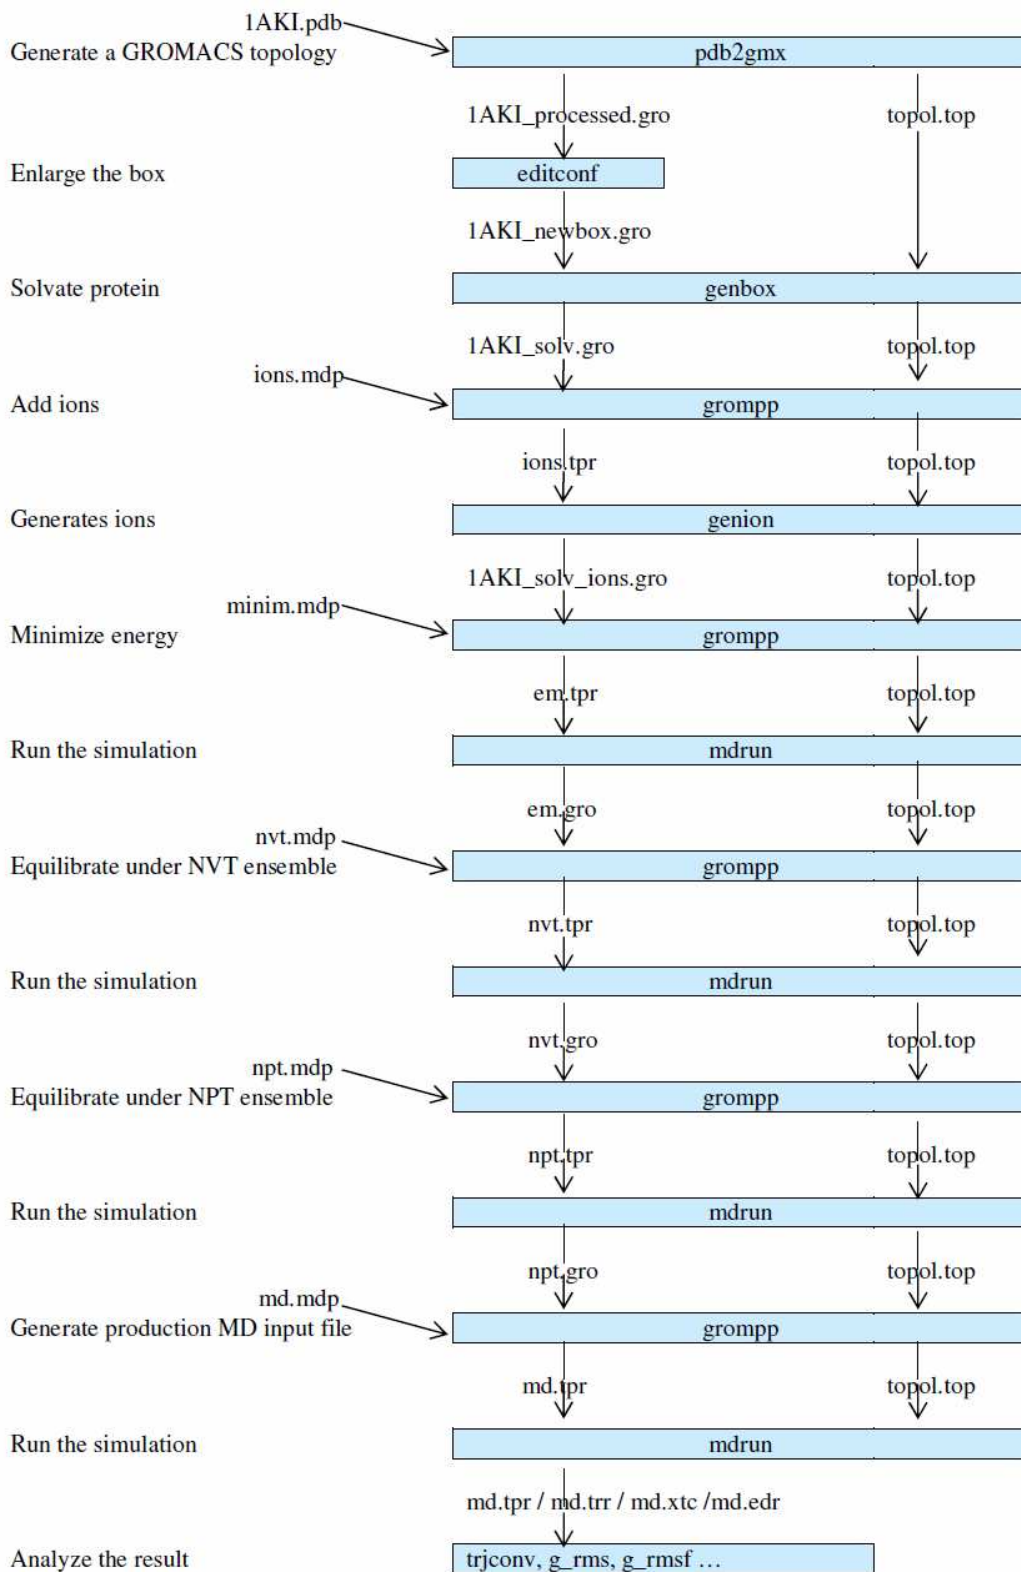 1AKI.pdb
Generate a GROMACS topology
pdb2gmx
1AKI_processed.gro topol.top
Enlarge the box editconf
1AKI_newbox.gro
Solvate protein genbox
1AKI_solv.gro topol.top
ions.mdp
Add ions grompp
ions.tpr topol.top
Generates ions genion
1AKI_solv_ions.gro topol.top
minim.mdp
Minimize energy grompp
em.tpr topol.top
Run the simulation mdrun
em.gro topol.top
nvt.mdp
Equilibrate under NVT ensemble grompp
nvt.tpr topol.top
Run the simulation mdrun
nvt.gro topol.top
npt.mdp
Equilibrate under NPT ensemble grompp
npt.tpr topol.top
Run the simulation mdrun
npt.gro topol.top
md.mdp
Generate production MD input file grompp
md.tpr topol.top
Run the simulation mdrun
md.tpr / md.trr / md.xtc /md.edr
Analyze the result trjconv, g_rms, g_rmsf …